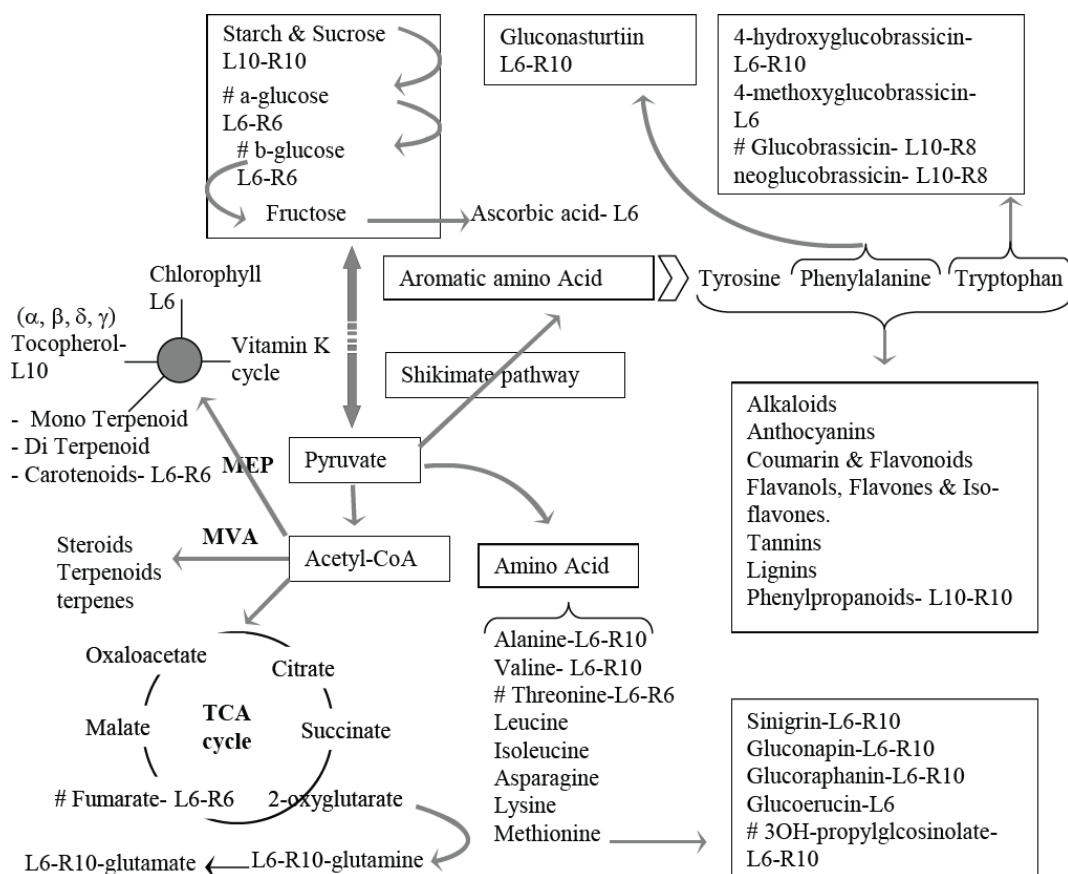 Starch & Sucrose
L10-R10
# a-glucose
L6-R6
# b-glucose
L6-R6
Fructose
Gluconasturtiin
L6-R10
4-hydroxyglucobrassicin-
L6-R10
4-methoxyglucobrassicin-
L6
# Glucobrassicin- L10-R8
neoglucobrassicin- L10-R8
Ascorbic acid- L6
Aromatic amino Acid
Tyrosine
Phenylalanine
Tryptophan
Chlorophyll
L6
(α, β, δ, γ)
Tocopherol-
L10
Vitamin K
cycle
- Mono Terpenoid
- Di Terpenoid
- Carotenoids- L6-R6
Shikimate pathway
MEP
Pyruvate
MVA
Steroids
Terpenoids
terpenes
Acetyl-CoA
Amino Acid
Alkaloids
Anthocyanins
Coumarin & Flavonoids
Flavanols, Flavones & Iso-
flavones.
Tannins
Lignins
Phenylpropanoids- L10-R10
Oxaloacetate
Citrate
Malate
TCA
cycle
Succinate
# Fumarate- L6-R6
2-oxyglutarate
L6-R10-glutamate
L6-R10-glutamine
Alanine-L6-R10
Valine- L6-R10
# Threonine-L6-R6
Leucine
Isoleucine
Asparagine
Lysine
Methionine
Sinigrin-L6-R10
Gluconapin-L6-R10
Glucoraphanin-L6-R10
Glucoerucin-L6
# 3OH-propylglcosinolate-
L6-R10